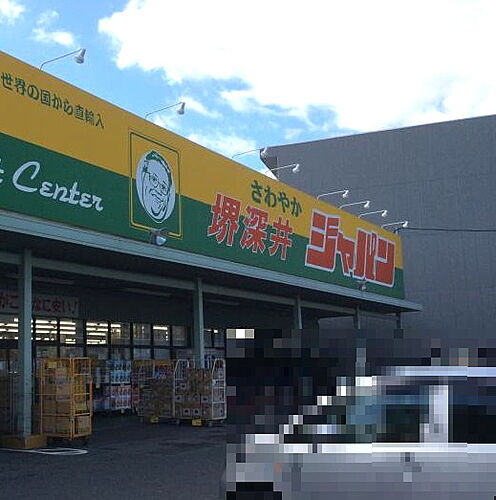 世界の国から直輸入
t Center
さわやか
堺深井
ジャパン